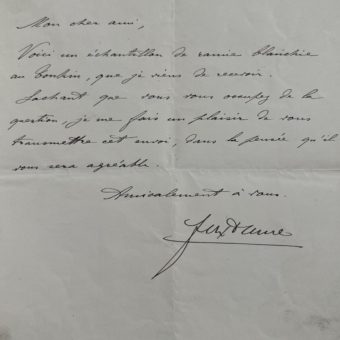 Mon cher ami,
Voici un échantillon de ramie blanchie
au Tonkin, que je viens de recevoir.
Sachant que vous vous occupez de la
question, je me fais un plaisir de vous
transmettre cet envoi, dans la pensée qu'il
vous sera agréable.
Amicalement à vous.